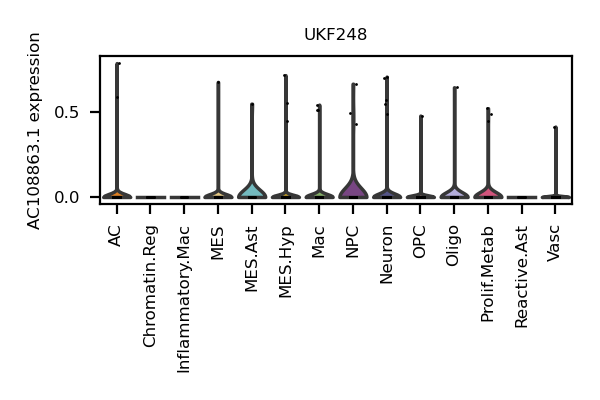 UKF248
AC108863.1 expression
0.5
0.0
AC
Chromatin.Reg
Inflammatory.Mac
MES
MES.Ast
MES.Hyp
Mac
NPC
Neuron
OPC
Oligo
Prolif.Metab
Reactive.Ast
Vasc